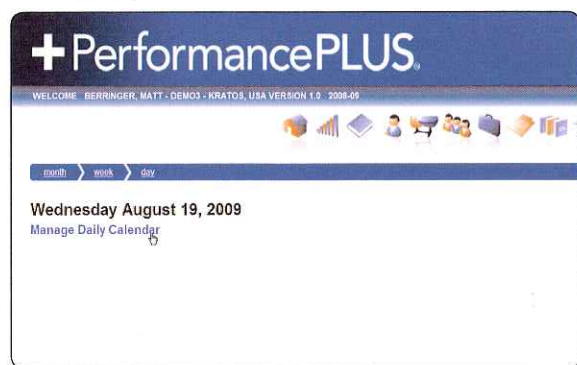 +PerformancePLUS®
WELCOME BERRINGER, MATT - DEMO3 - KRATOS, USA VERSION 1.0 2008-09
month week day
Wednesday August 19, 2009
Manage Daily Calendar